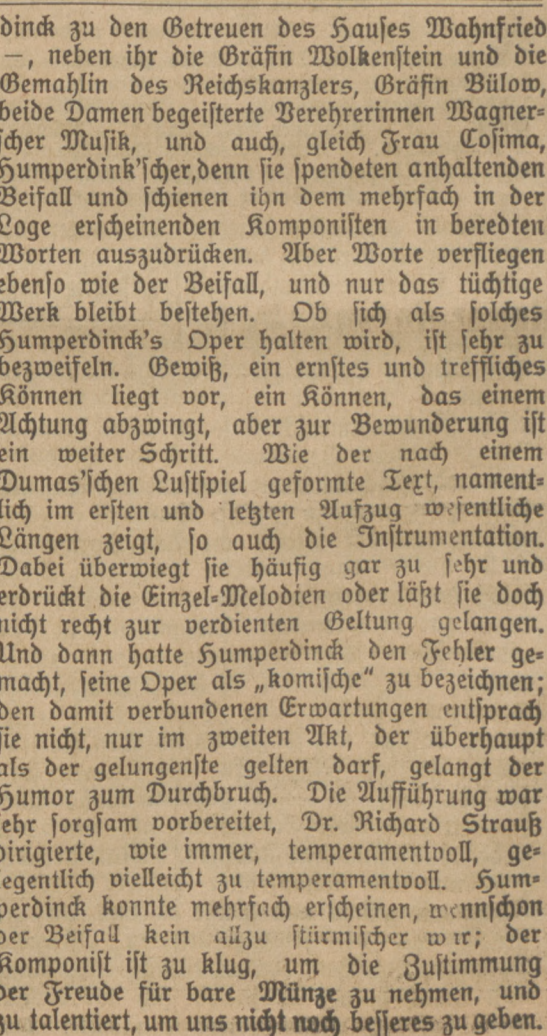 dinck zu den Getreuen des Hauses Wahnfried
—, neben ihr die Gräfin Wolkenstein und die
Gemahlin des Reichskanzlers, Gräfin Bülow,
beide Damen begeisterte Verehrerinnen Wagner-
scher Musik, und auch, gleich Frau Cosima,
Humperdink'scher,denn sie spendeten anhaltenden
Beifall und schienen ihn dem mehrfach in der
Loge erscheinenden Komponisten in beredten
Worten auszudrücken. Aber Worte verfliegen
ebenso wie der Beifall, und nur das tüchtige
Werk bleibt bestehen. Ob sich als solches
Humperdinck's Oper halten wird, ist sehr zu
bezweifeln. Gewiß, ein ernstes und treffliches
Können liegt vor, ein Können, das einem
Achtung abzwingt, aber zur Bewunderung ist
ein weiter Schritt. Wie der nach einem
Dumas'schen Lustspiel geformte Text, nament-
lich im ersten und letzten Aufzug wesentliche
Längen zeigt, so auch die Instrumentation.
Dabei überwiegt sie häufig gar zu sehr und
erdrückt die Einzel-Melodien oder läßt sie doch
nicht recht zur verdienten Geltung gelangen.
Und dann hatte Humperdinck den Fehler ge-
macht, seine Oper als „komische“ zu bezeichnen;
den damit verbundenen Erwartungen entsprach
sie nicht, nur im zweiten Akt, der überhaupt
als der gelungenste gelten darf, gelangt der
Humor zum Durchbruch. Die Aufführung war
sehr sorgsam vorbereitet, Dr. Richard Strauß
dirigierte, wie immer, temperamentvoll, ge-
legentlich vielleicht zu temperamentvoll. Hum-
perdinck konnte mehrfach erscheinen, wennschon
der Beifall kein allzu stürmischer war; der
Komponist ist zu klug, um die Zustimmung
der Freude für bare Münze zu nehmen, und
zu talentiert, um uns nicht noch besseres zu geben.